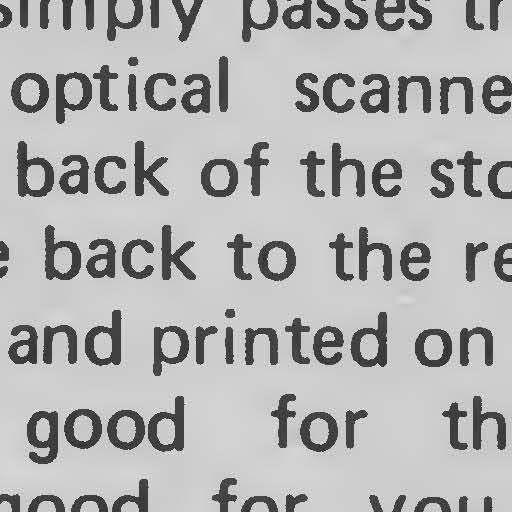 simply passes th
optical scanne
back of the sto
e back to the re
and printed on
good for th
good for you